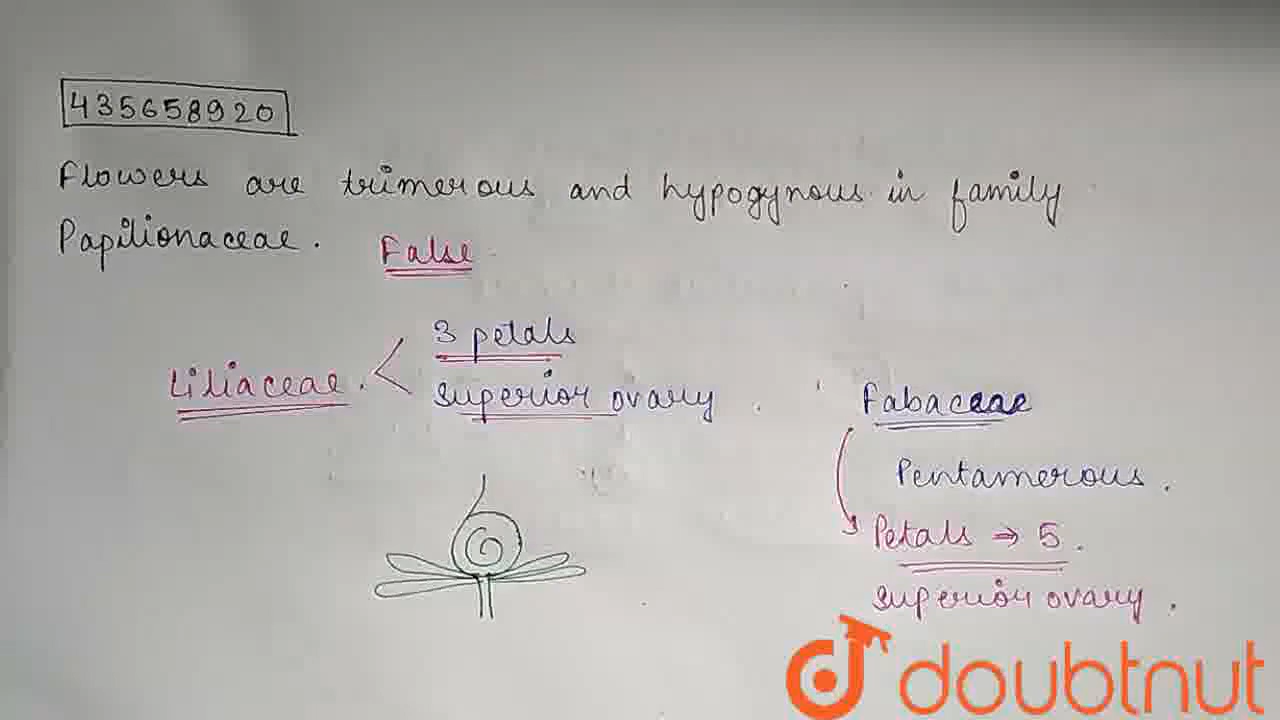 435658920
Flowers are trimerous and hypogynous in family
Papilionaceae.
False
Liliaceae.
3 petals
superior ovary.
Fabaceae
Pentamerous.
Petals ⇒ 5.
superior ovary.
doubtnut